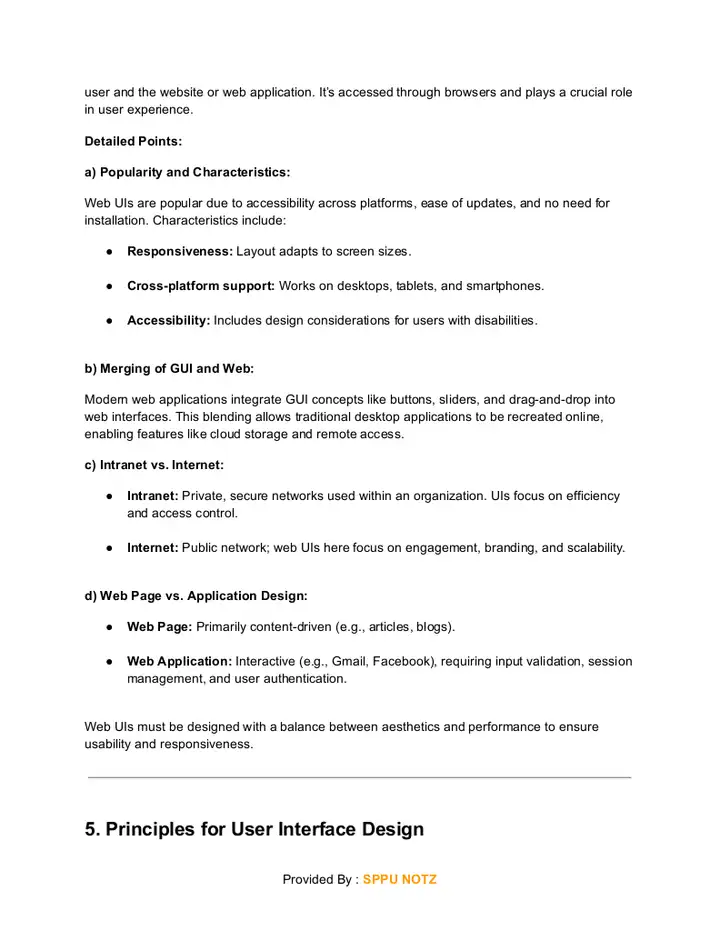 user and the website or web application. It’s accessed through browsers and plays a crucial role
in user experience.
Detailed Points:
a) Popularity and Characteristics:
Web UIs are popular due to accessibility across platforms, ease of updates, and no need for
installation. Characteristics include:
● Responsiveness: Layout adapts to screen sizes.
● Cross-platform support: Works on desktops, tablets, and smartphones.
● Accessibility: Includes design considerations for users with disabilities.
b) Merging of GUI and Web:
Modern web applications integrate GUI concepts like buttons, sliders, and drag-and-drop into
web interfaces. This blending allows traditional desktop applications to be recreated online,
enabling features like cloud storage and remote access.
c) Intranet vs. Internet:
● Intranet: Private, secure networks used within an organization. UIs focus on efficiency
and access control.
● Internet: Public network; web UIs here focus on engagement, branding, and scalability.
d) Web Page vs. Application Design:
● Web Page: Primarily content-driven (e.g., articles, blogs).
● Web Application: Interactive (e.g., Gmail, Facebook), requiring input validation, session
management, and user authentication.
Web UIs must be designed with a balance between aesthetics and performance to ensure
usability and responsiveness.
5. Principles for User Interface Design
Provided By : SPPU NOTZ